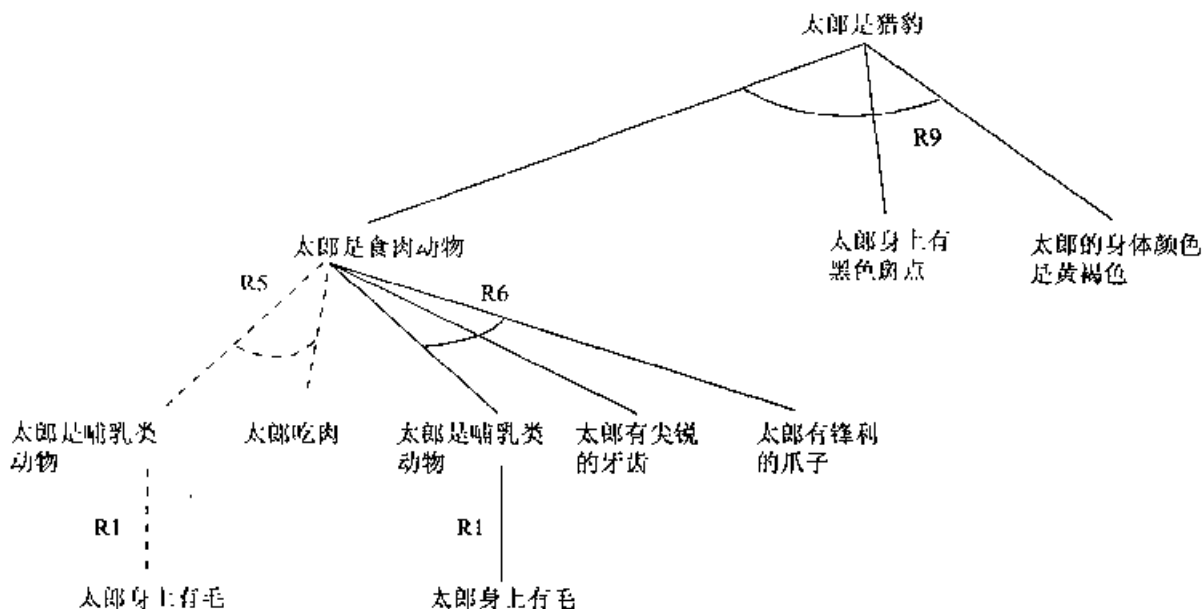 太郎是猎豹
R9
太郎是食肉动物
太郎身上有
黑色斑点
太郎的身体颜色
是黄褐色
R5
R6
太郎是哺乳类
动物
太郎吃肉
太郎是哺乳类
动物
太郎有尖锐
的牙齿
太郎有锋利
的爪子
R1
R1
太郎身上有毛
太郎身上有毛